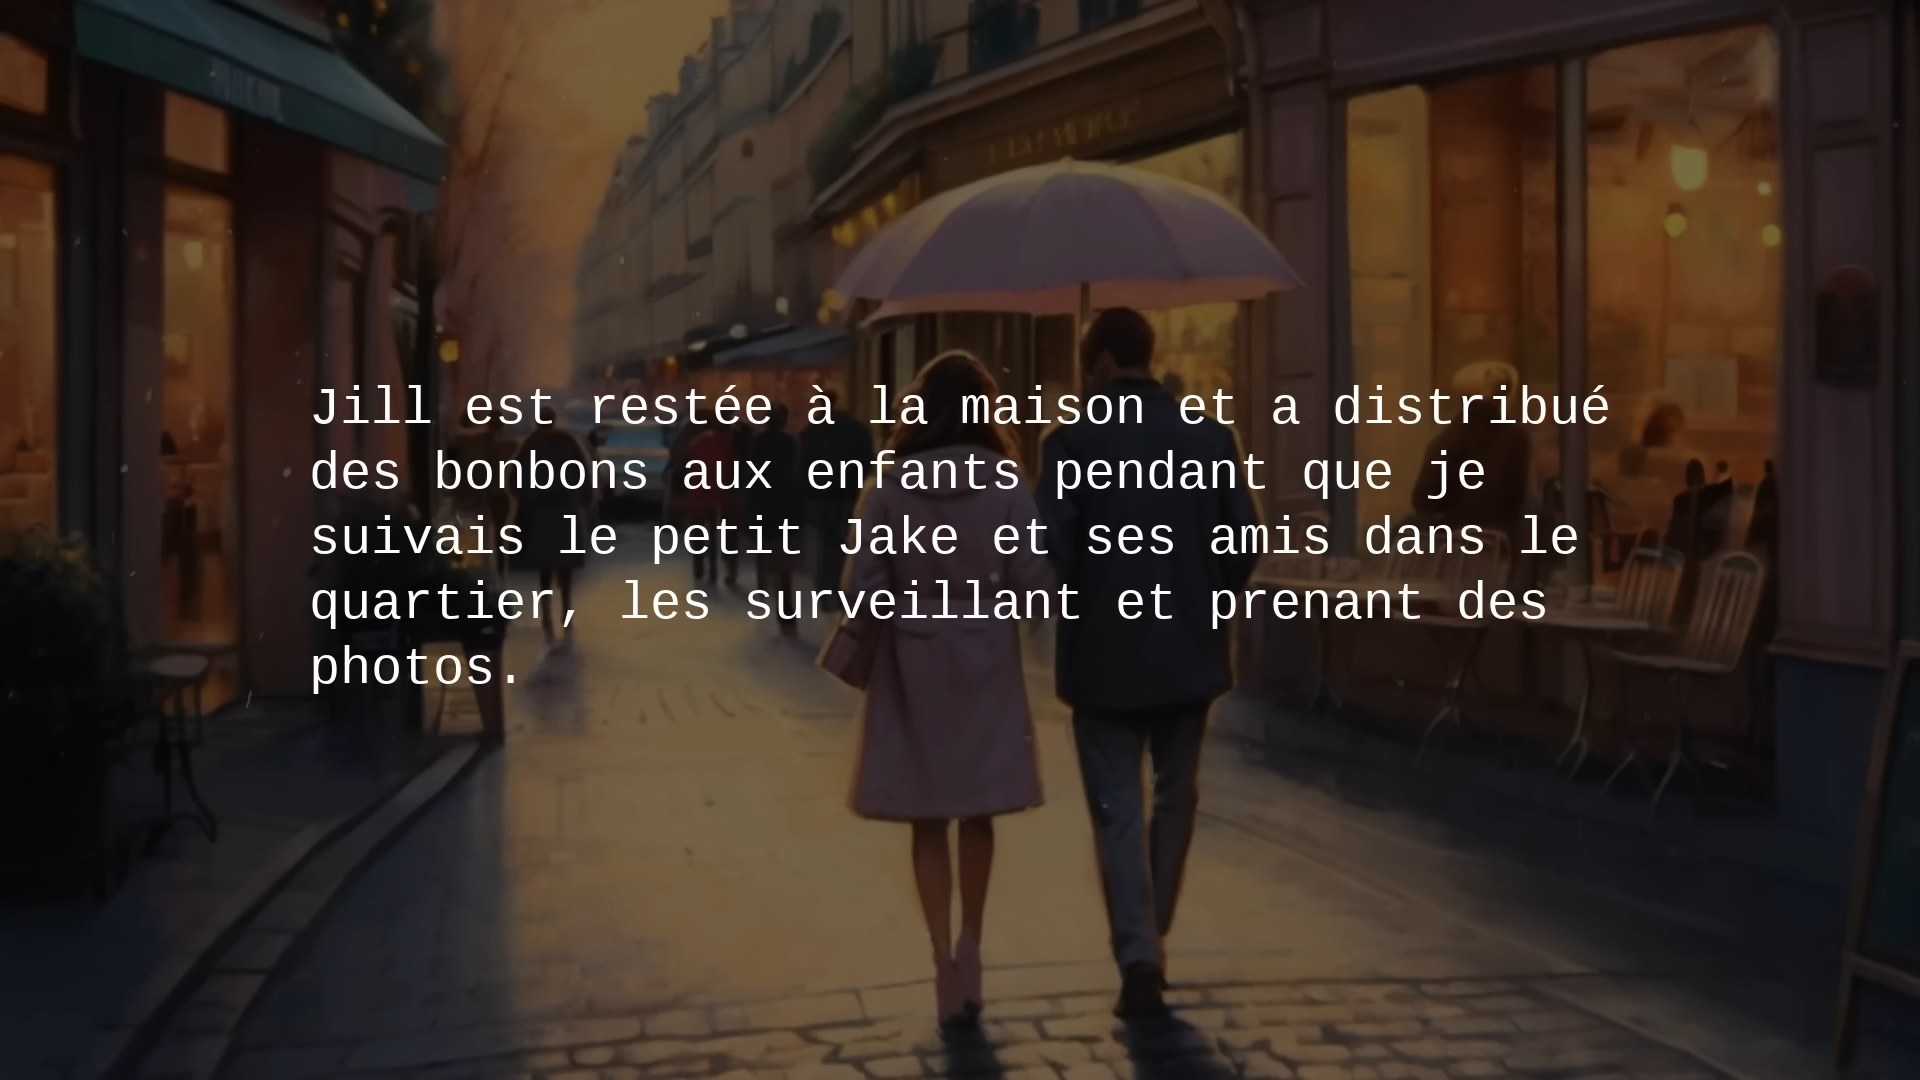 Jill est restée à la maison et a distribué
des bonbons aux enfants pendant que je
suivais le petit Jake et ses amis dans le
quartier, les surveillant et prenant des
photos.